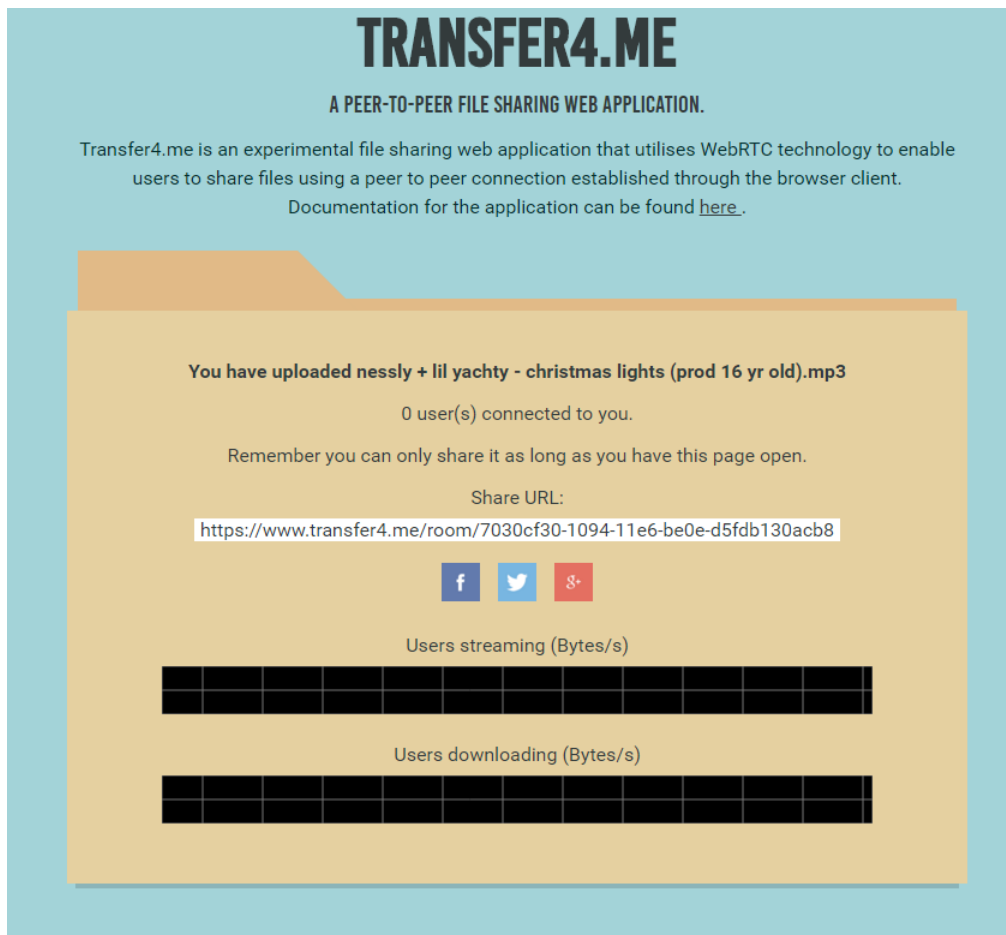 TRANSFER4.ME
A PEER-TO-PEER FILE SHARING WEB APPLICATION.
Transfer4.me is an experimental file sharing web application that utilises WebRTC technology to enable
users to share files using a peer to peer connection established through the browser client.
Documentation for the application can be found here .
You have uploaded nessly + lil yachty - christmas lights (prod 16 yr old).mp3
0 user(s) connected to you.
Remember you can only share it as long as you have this page open.
Share URL:
https://www.transfer4.me/room/7030cf30-1094-11e6-be0e-d5fdb130acb8
f 8+
Users streaming (Bytes/s)
Users downloading (Bytes/s)